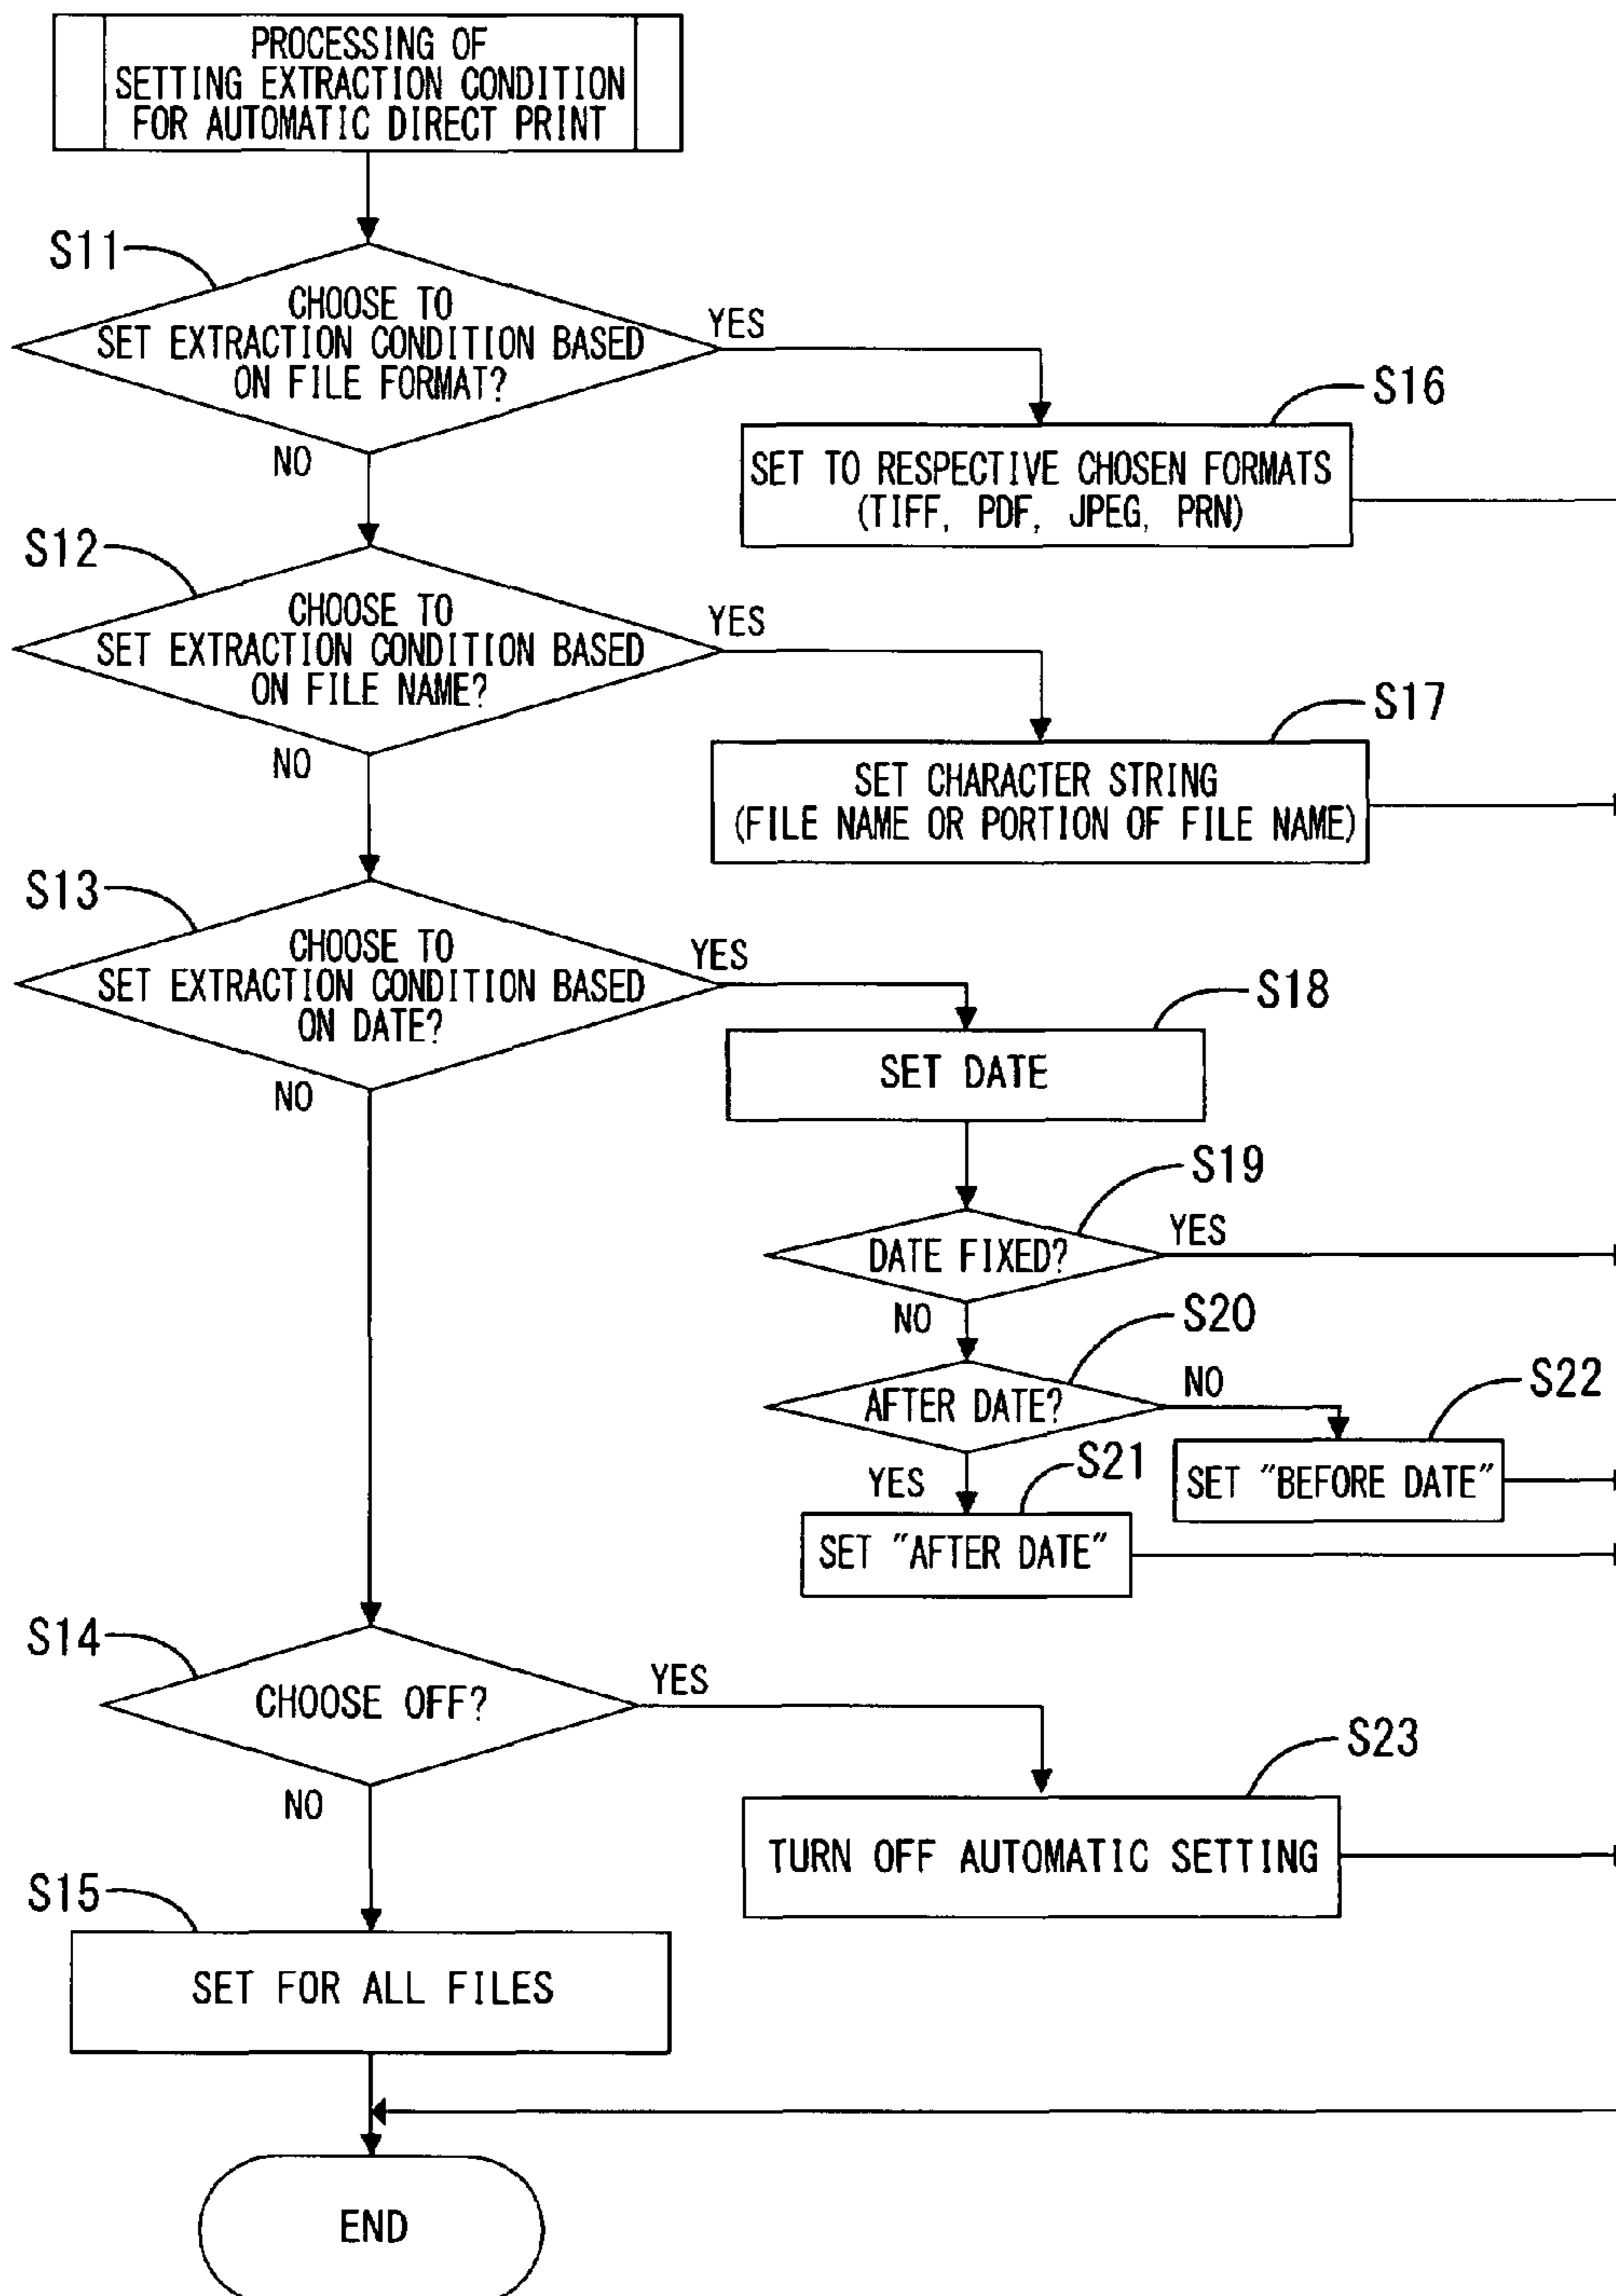 PROCESSING OF
SETTING EXTRACTION CONDITION
FOR AUTOMATIC DIRECT PRINT
S11
CHOOSE TO
SET EXTRACTION CONDITION BASED
ON FILE FORMAT?
YES
NO
S16
SET TO RESPECTIVE CHOSEN FORMATS
(TIFF, PDF, JPEG, PRN)
S12
CHOOSE TO
SET EXTRACTION CONDITION BASED
ON FILE NAME?
YES
NO
S17
SET CHARACTER STRING
(FILE NAME OR PORTION OF FILE NAME)
S13
CHOOSE TO
SET EXTRACTION CONDITION BASED
ON DATE?
YES
NO
S18
SET DATE
S19
DATE FIXED?
YES
NO
S20
AFTER DATE?
NO
YES
S22
SET "BEFORE DATE"
S21
SET "AFTER DATE"
S14
CHOOSE OFF?
YES
NO
S23
TURN OFF AUTOMATIC SETTING
S15
SET FOR ALL FILES
END